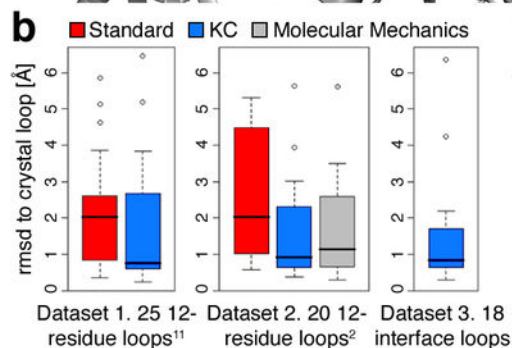 b Standard KC Molecular Mechanics
rmsd to crystal loop [Å]
0 1 2 3 4 5 6
0 1 2 3 4 5 6
0 1 2 3 4 5 6
Dataset 1. 25 12-
residue loops¹¹
Dataset 2. 20 12-
residue loops²
Dataset 3. 18
interface loops